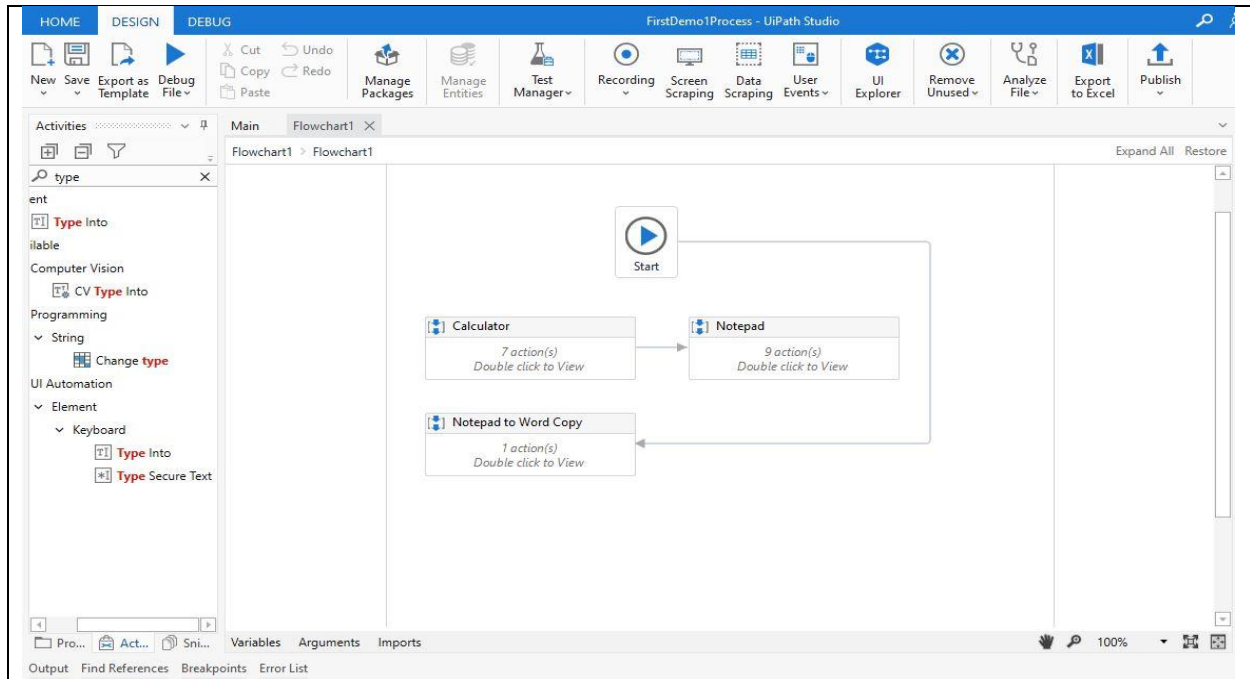 HOME DESIGN DEBUG FirstDemo1Process - UiPath Studio
New Save Export as Template Debug File
Cut Undo
Copy Redo
Paste
Manage Packages
Manage Entities
Test Manager
Recording
Screen Scraping
Data Scraping
User Events
UI Explorer
Remove Unused
Analyze File
Export to Excel
Publish
Activities
type
ent
Type Into
ilable
Computer Vision
CV Type Into
Programming
String
Change type
UI Automation
Element
Keyboard
Type Into
Type Secure Text
Pro... Act... Sni...
Main Flowchart1
Flowchart1 > Flowchart1 Expand All Restore
Start
Calculator
7 action(s)
Double click to View
Notepad
9 action(s)
Double click to View
Notepad to Word Copy
1 action(s)
Double click to View
Variables Arguments Imports 100%
Output Find References Breakpoints Error List